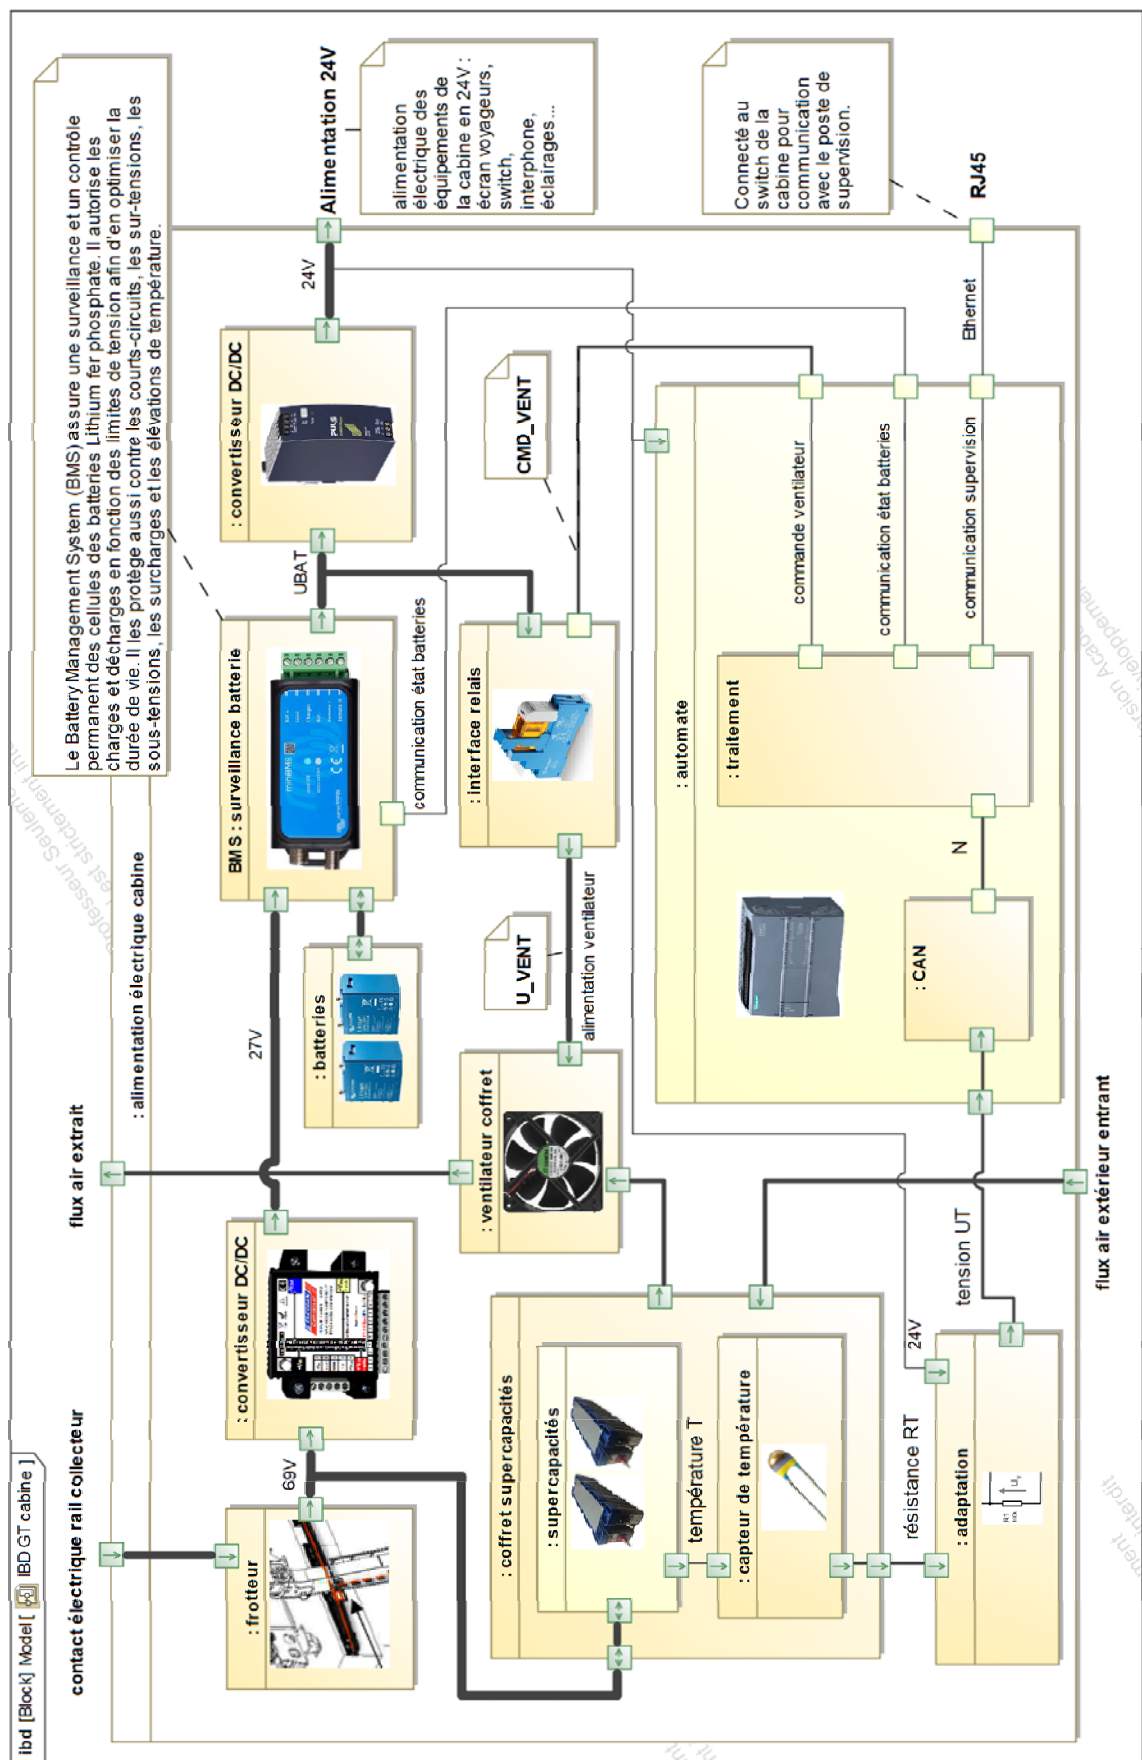 ibd [Block] Model [ IBD GT cabine ]
contact électrique rail collecteur
flux air extrait
: alimentation électrique cabine
Le Battery Management System (BMS) assure une surveillance et un contrôle
permanent des cellules des batteries Lithium fer phosphate. Il autorise les
charges et décharges en fonction des limites de tension afin d'en optimiser la
durée de vie. Il les protège aussi contre les courts-circuits, les sur-tensions, les
sous-tensions, les surcharges et les élévations de température.
: frotteur
69V
: convertisseur DC/DC
27V
BMS : surveillance batterie
miniBMS
UBAT
: convertisseur DC/DC
PULS
24V
Alimentation 24V
alimentation
électrique des
équipements de
la cabine en 24V :
écran voyageurs,
switch,
interphone,
éclairages...
: batteries
communication état batteries
: ventilateur coffret
U_VENT
alimentation ventilateur
: interface relais
CMD_VENT
: coffret supercapacités
: supercapacités
température T
: capteur de température
résistance RT
24V
: adaptation
R1
tension UT
: automate
: CAN
N
: traitement
commande ventilateur
communication état batteries
communication supervision
Ethernet
RJ45
Connecté au
switch de la
cabine pour
communication
avec le poste de
supervision.
flux air extérieur entrant